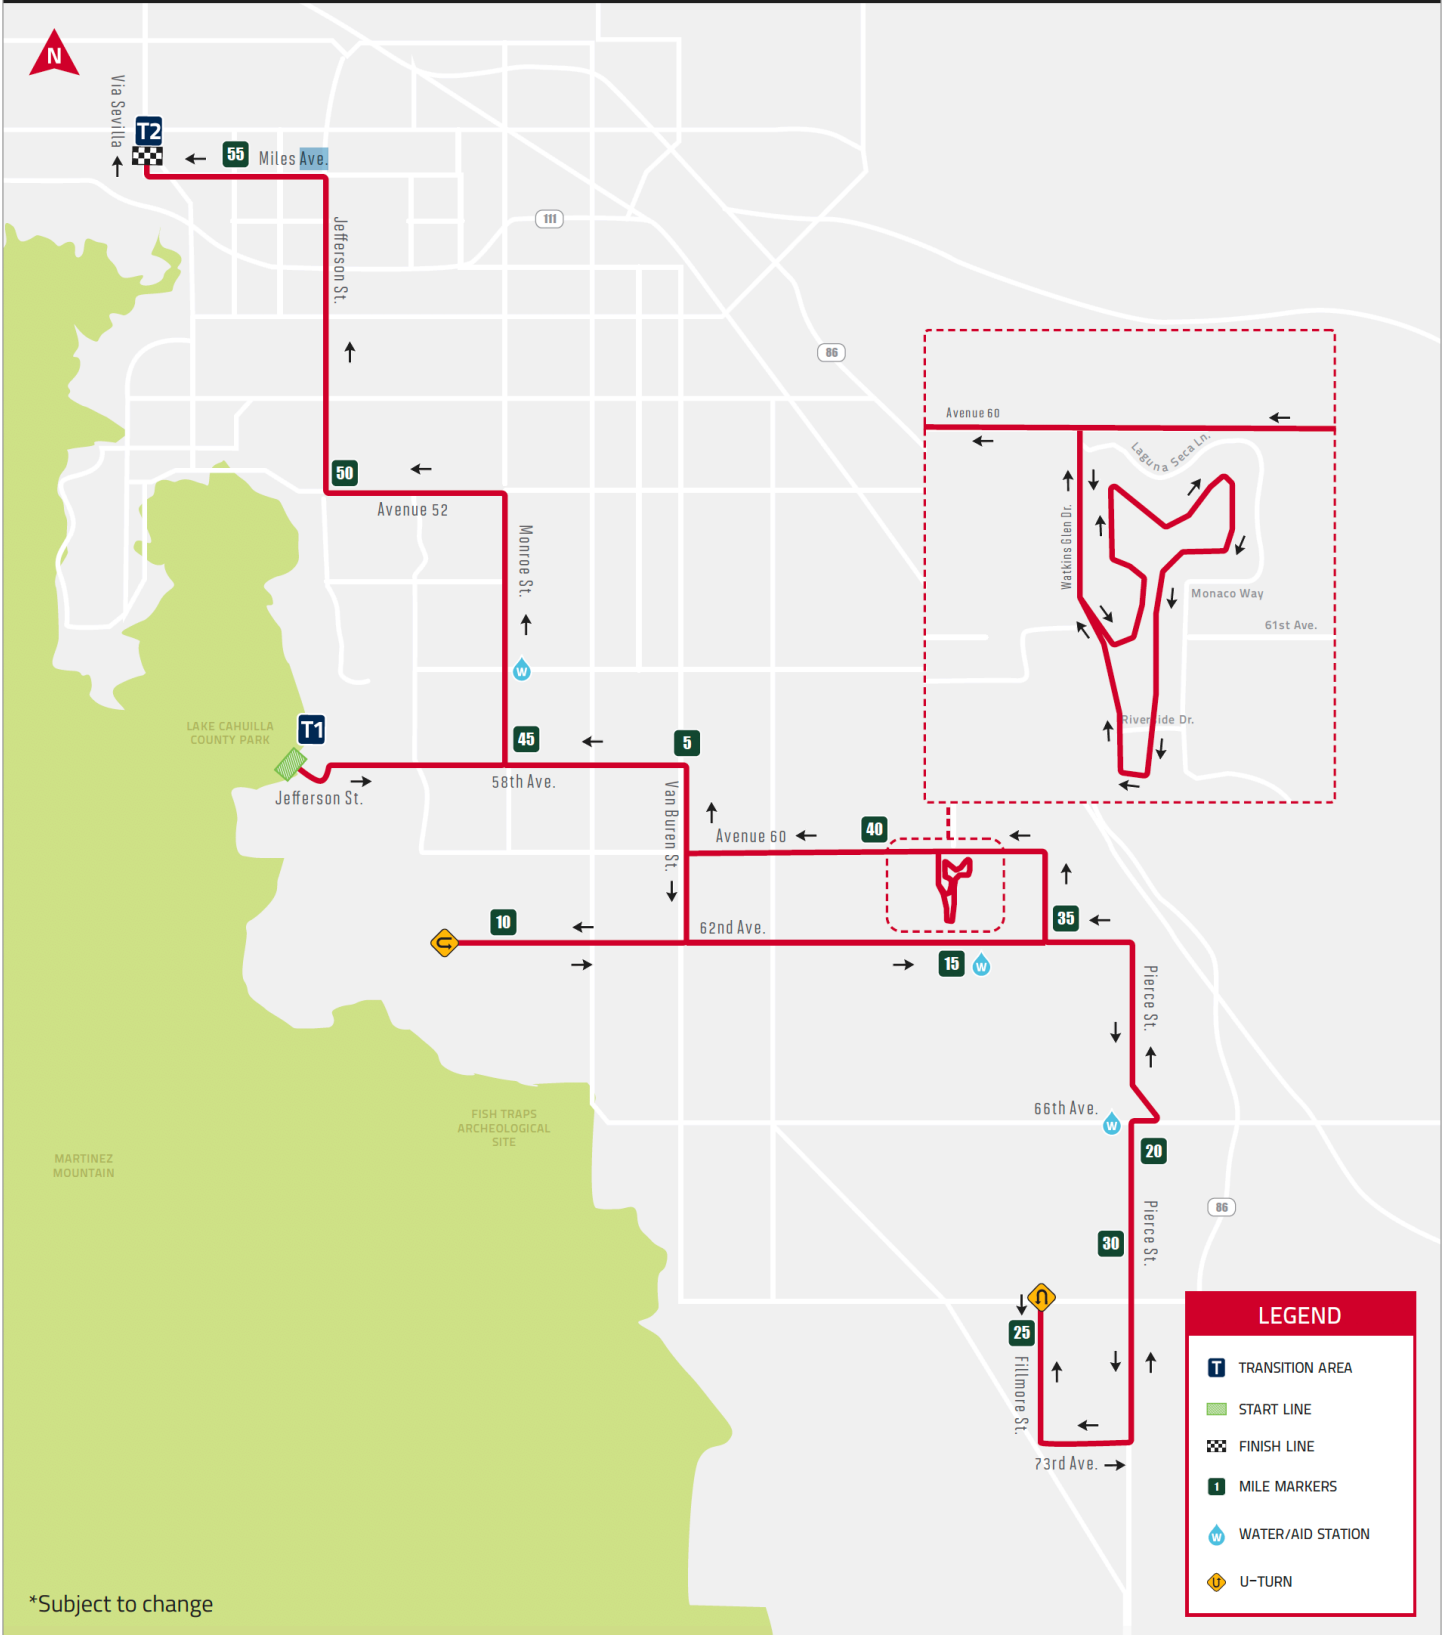 N
Via Sevilla
T2
55
Miles Ave.
Jefferson St.
111
86
50
Avenue 52
Monroe St.
W
LAKE CAHUILLA
COUNTY PARK
T1
45
5
58th Ave.
Jefferson St.
Van Buren St.
Avenue 60
40
Avenue 60
Laguna Seca Ln.
Watkins Glen Dr.
Monaco Way
61st Ave.
Riverside Dr.
10
62nd Ave.
35
15
W
Pierce St.
66th Ave.
W
20
FISH TRAPS
ARCHEOLOGICAL
SITE
MARTINEZ
MOUNTAIN
30
Pierce St.
86
25
Fillmore St.
73rd Ave.
LEGEND
T TRANSITION AREA
START LINE
FINISH LINE
1 MILE MARKERS
W WATER/AID STATION
U-TURN
*Subject to change